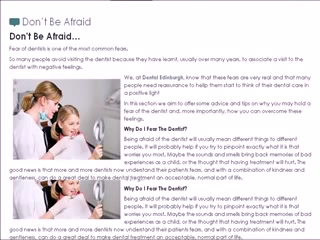 Don't Be Afraid
Don't Be Afraid...
Fear of dentists is one of the most common fears.
So many people avoid visiting the dentist because they have learnt, usually over many years, to associate a visit to the
dentist with negative feelings.
We, at Dental Edinburgh, know that these fears are very real and that many
people need reassurance to help them start to think of their dental care in
a positive light
In this section we aim to offer some advice and tips on why you may hold a
fear of the dentist and, more importantly, how you can overcome these
feelings.
Why Do I Fear The Dentist?
Being afraid of the dentist will usually mean different things to different
people. It will probably help if you try to pinpoint exactly what it is that
worries you most. Maybe the sounds and smells bring back memories of bad
experiences as a child, or the thought that having treatment will hurt. The
good news is that more and more dentists now understand their patients' fears, and with a combination of kindness and
gentleness, can do a great deal to make dental treatment an acceptable, normal part of life.
Why Do I Fear The Dentist?
Being afraid of the dentist will usually mean different things to different
people. It will probably help if you try to pinpoint exactly what it is that
worries you most. Maybe the sounds and smells bring back memories of bad
experiences as a child, or the thought that having treatment will hurt. The
good news is that more and more dentists now understand their patients' fears, and with a combination of kindness and
gentleness, can do a great deal to make dental treatment an acceptable, normal part of life.